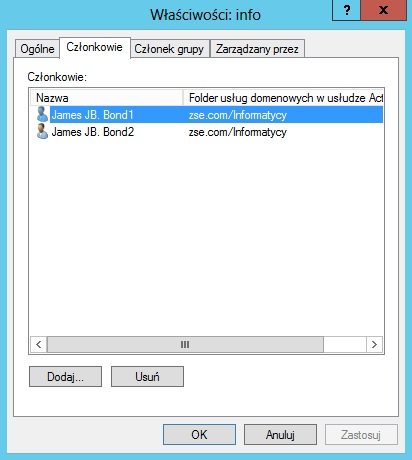 Właściwości: info
? x
Ogólne Członkowie Członek grupy Zarządzany przez
Członkowie:
Nazwa Folder usług domenowych w usłudze Act
James JB. Bond1 zse.com/Informatycy
James JB. Bond2 zse.com/Informatycy
Dodaj... Usuń
OK Anuluj Zastosuj